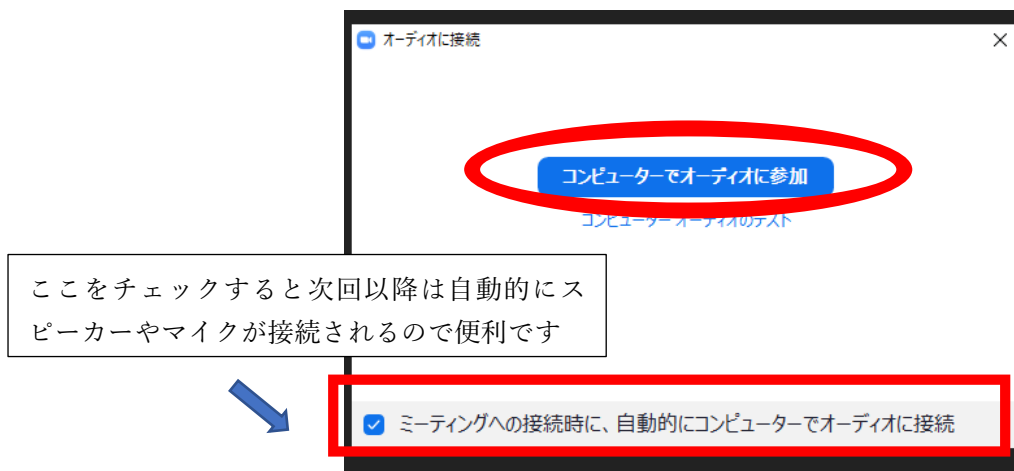 オーディオに接続
コンピューターでオーディオに参加
コンピューター オーディオのテスト
ここをチェックすると次回以降は自動的にス
ピーカーやマイクが接続されるので便利です
ミーティングへの接続時に、自動的にコンピューターでオーディオに接続